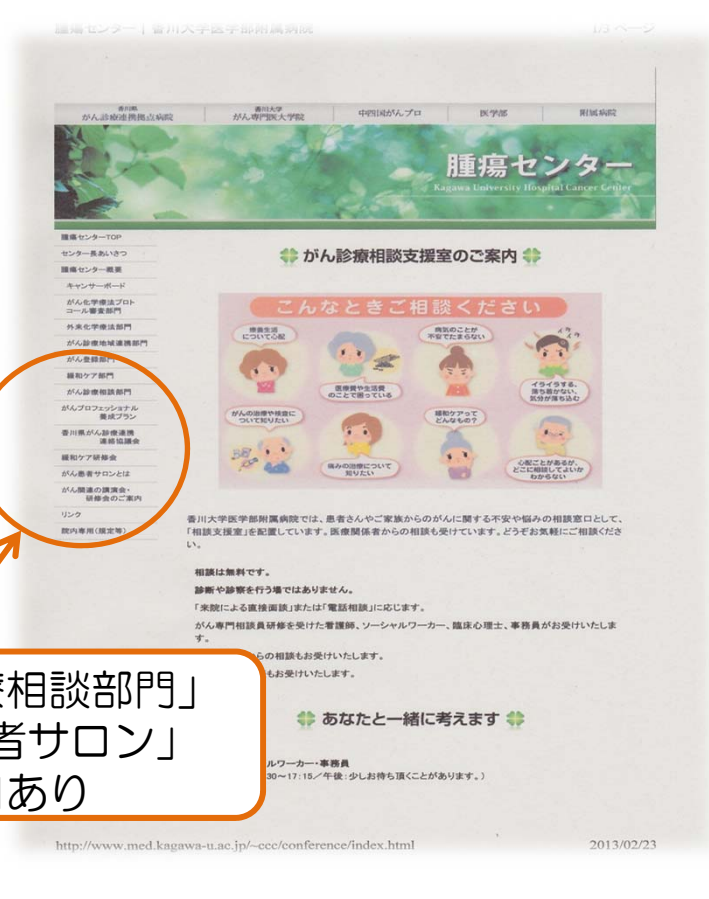 腫瘍センター | 香川大学医学部附属病院
1/3 ページ
香川県
がん診療連携拠点病院
香川大学
がん専門医大学院
中四国がんプロ
医学部
附属病院
腫瘍センター
Kagawa University Hospital Cancer Center
腫瘍センターTOP
センター長あいさつ
腫瘍センター概要
キャンサーボード
がん化学療法プロト
コール審査部門
外来化学療法部門
がん診療地域連携部門
がん登録部門
緩和ケア部門
がん診療相談部門
がんプロフェッショナル
養成プラン
香川県がん診療連携
連絡協議会
緩和ケア研修会
がん患者サロンとは
がん関連の講演会・
研修会のご案内
リンク
院内専用(規定等)
がん診療相談支援室のご案内
こんなときご相談ください
療養生活
について心配
医療費や生活費
のことで困っている
病気のことが
不安でたまらない
イライラする、
落ち着かない、
気分が落ち込む
がんの治療や検査に
ついて知りたい
痛みの治療について
知りたい
緩和ケアって
どんなもの?
心配ごとがあるが、
どこに相談してよいか
わからない
香川大学医学部附属病院では、患者さんやご家族からのがんに関する不安や悩みの相談窓口として、
「相談支援室」を配置しています。医療関係者からの相談も受けています。どうぞお気軽にご相談くださ
い。
相談は無料です。
診断や診察を行う場ではありません。
「来院による直接面談」または「電話相談」に応じます。
がん専門相談員研修を受けた看護師、ソーシャルワーカー、臨床心理士、事務員がお受けいたしま
す。
らの相談もお受けいたします。
もお受けいたします。
あなたと一緒に考えます
ルワーカー・事務員
30～17:15／午後:少しお待ち頂くことがあります。)
療相談部門」
者サロン」
あり
http://www.med.kagawa-u.ac.jp/~ccc/conference/index.html
2013/02/23